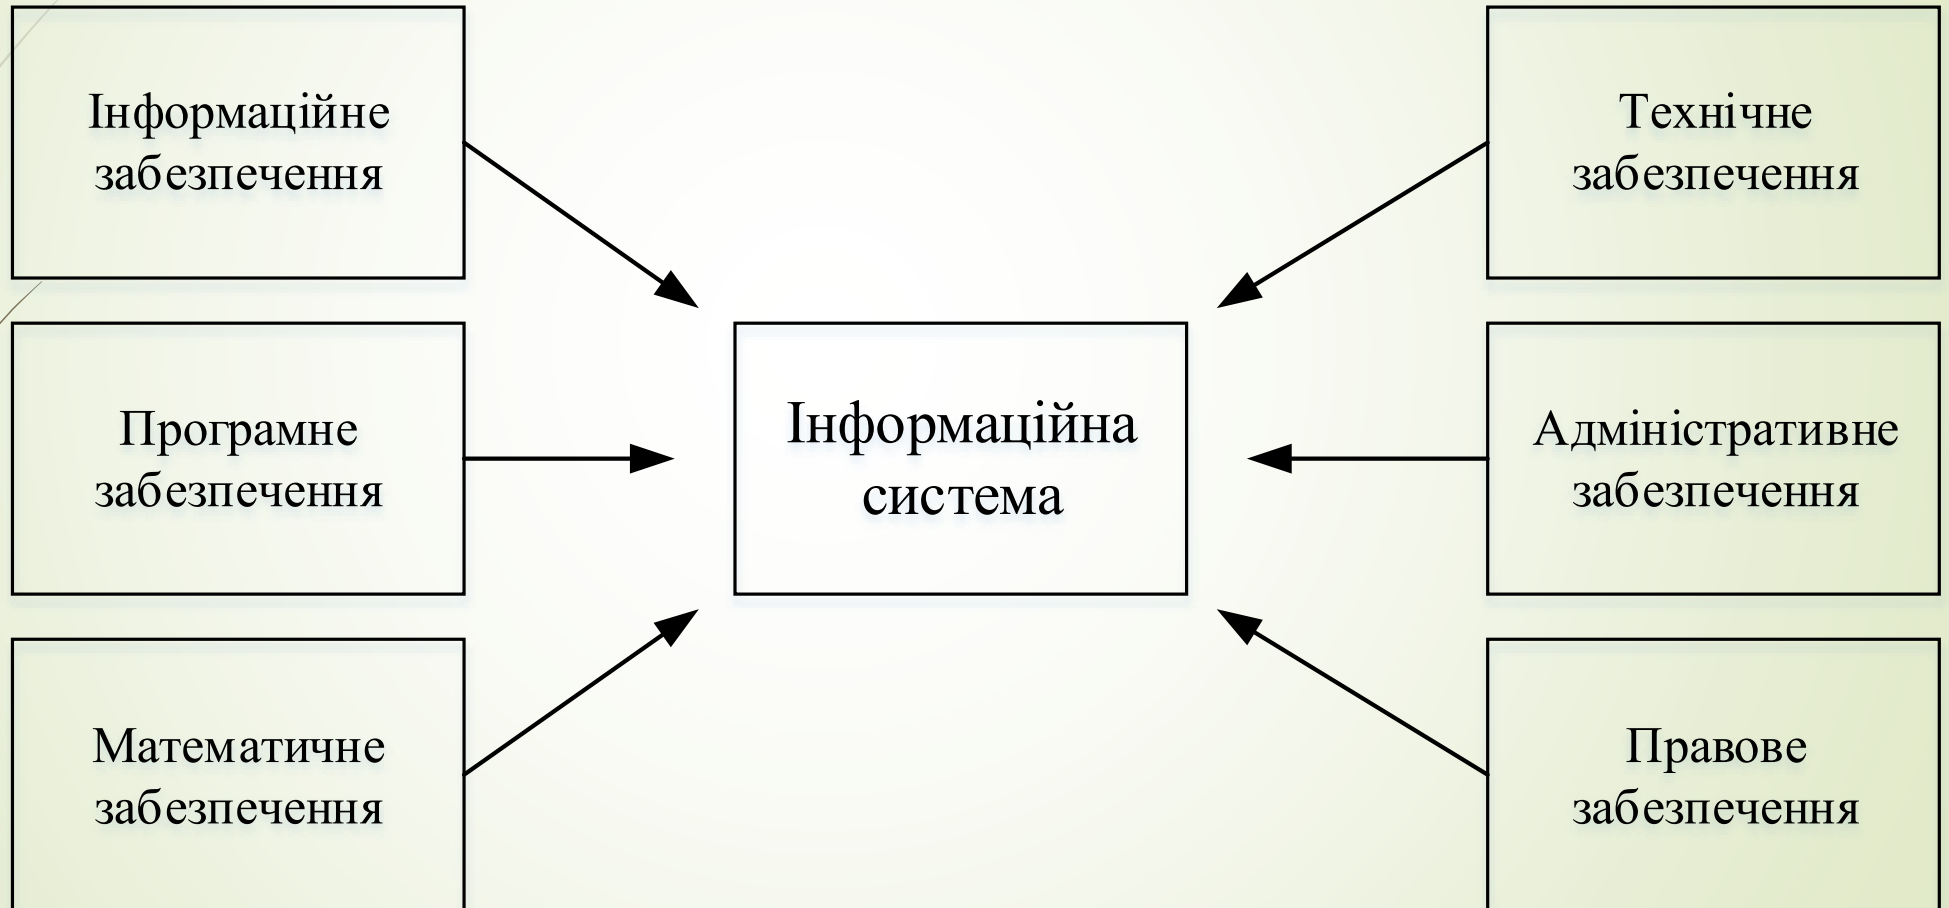 Інформаційне
забезпечення
Програмне
забезпечення
Математичне
забезпечення
Інформаційна
система
Технічне
забезпечення
Адміністративне
забезпечення
Правове
забезпечення